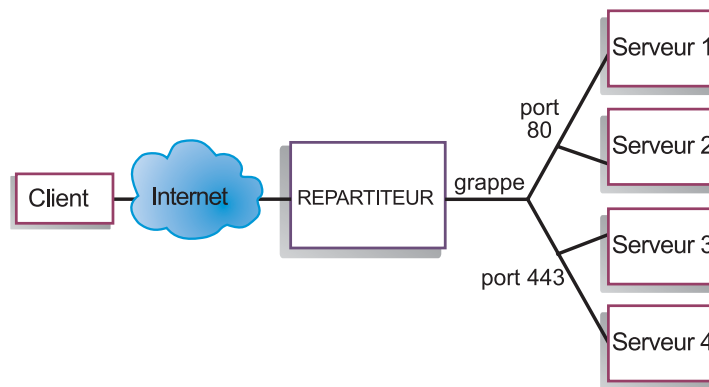 Client
Internet
REPARTITEUR
grappe
port
80
port 443
Serveur 1
Serveur 2
Serveur 3
Serveur 4